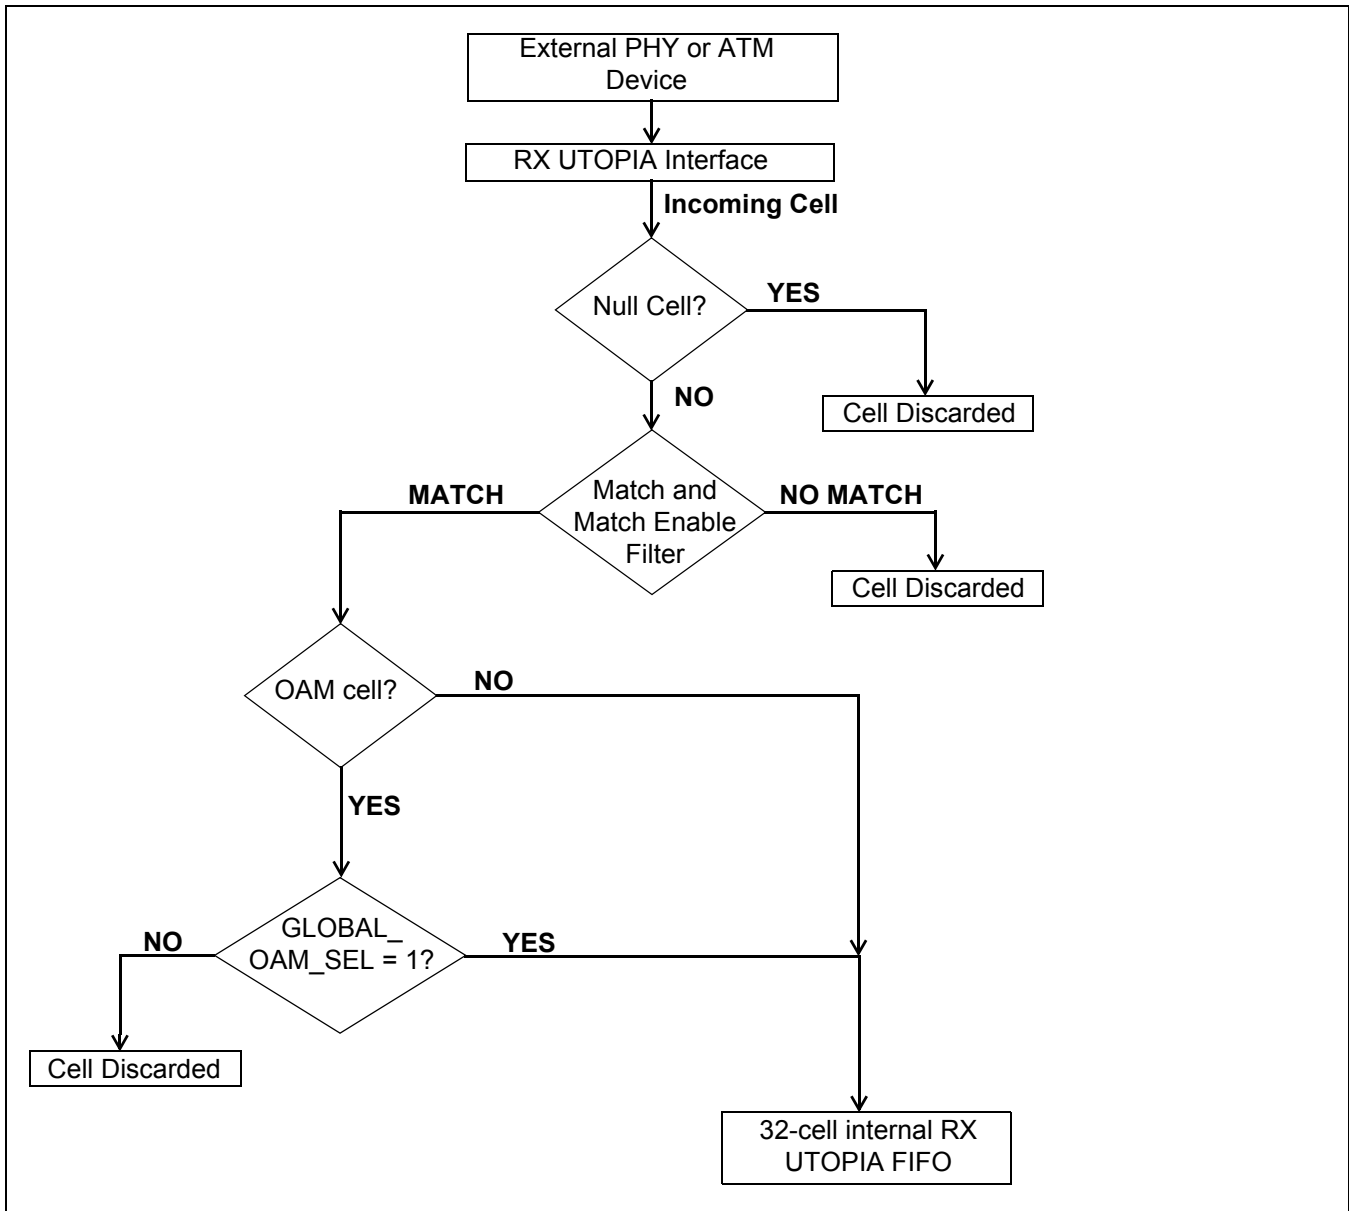 External PHY or ATM
Device
RX UTOPIA Interface
Incoming Cell
Null Cell?
YES
NO
Cell Discarded
MATCH
Match and
Match Enable
Filter
NO MATCH
Cell Discarded
OAM cell?
NO
YES
GLOBAL_
OAM_SEL = 1?
NO
YES
Cell Discarded
32-cell internal RX
UTOPIA FIFO